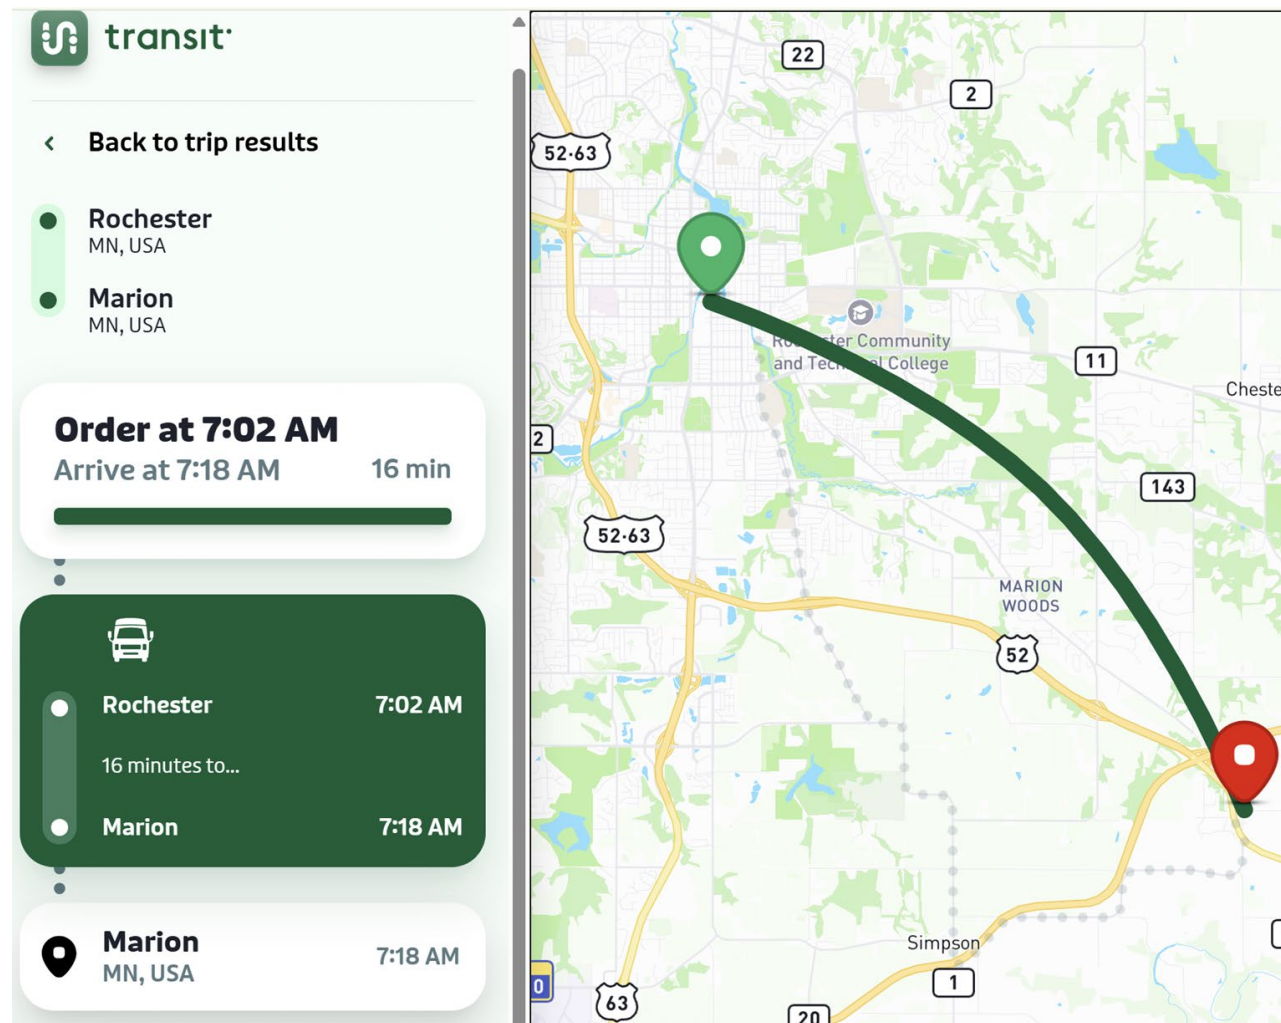 transit
Back to trip results
Rochester
MN, USA
Marion
MN, USA
Order at 7:02 AM
Arrive at 7:18 AM 16 min
Rochester 7:02 AM
16 minutes to...
Marion 7:18 AM
Marion
MN, USA 7:18 AM
22
2
52·63
Rochester Community
and Technical College
11
Cheste
2
143
52·63
MARION
WOODS
52
Simpson
0
1
63
20